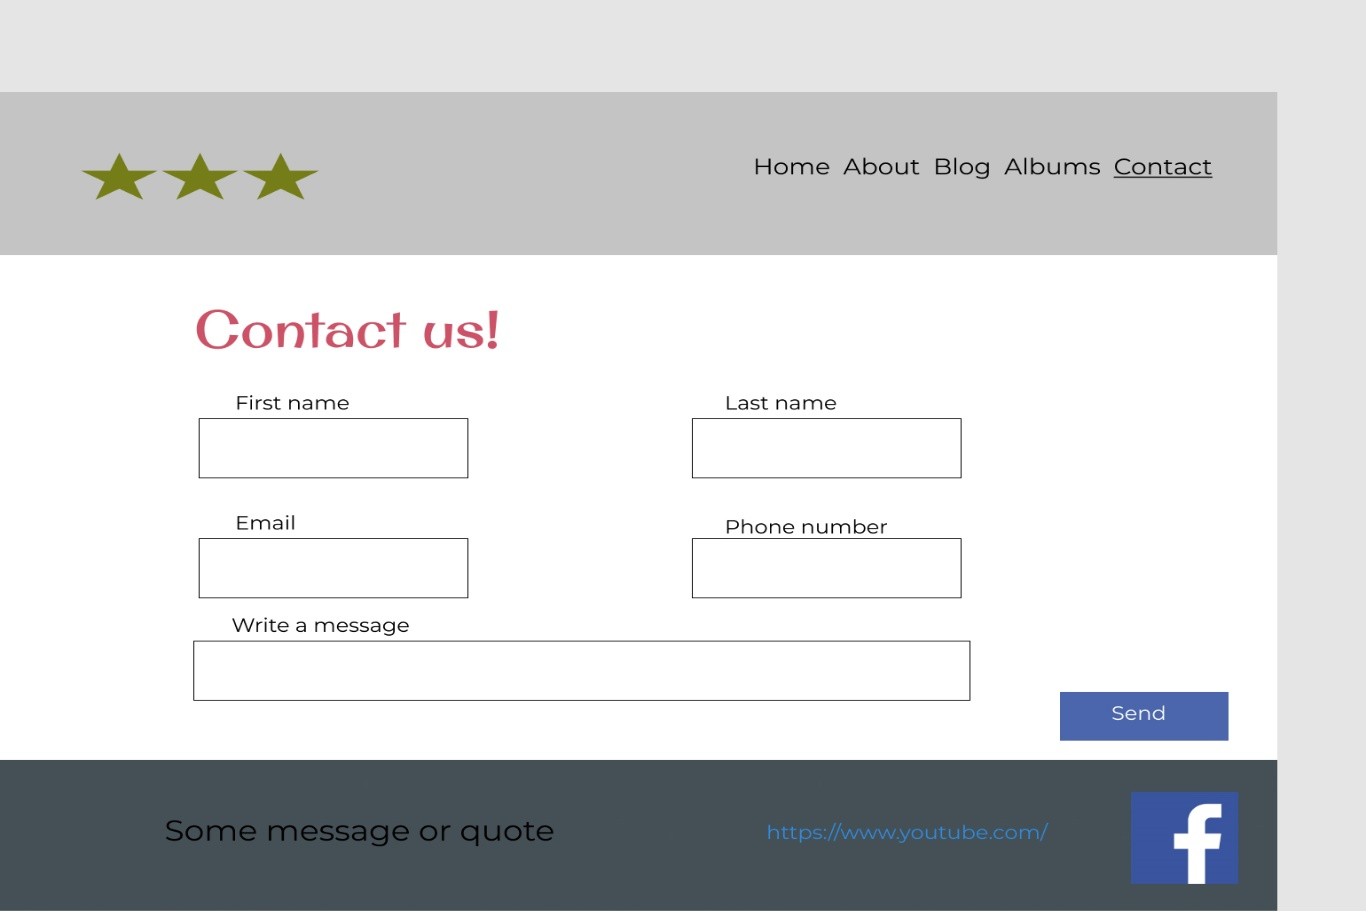 Home About Blog Albums Contact
Contact us!
First name
Last name
Email
Phone number
Write a message
Send
Some message or quote
https://www.youtube.com/
f